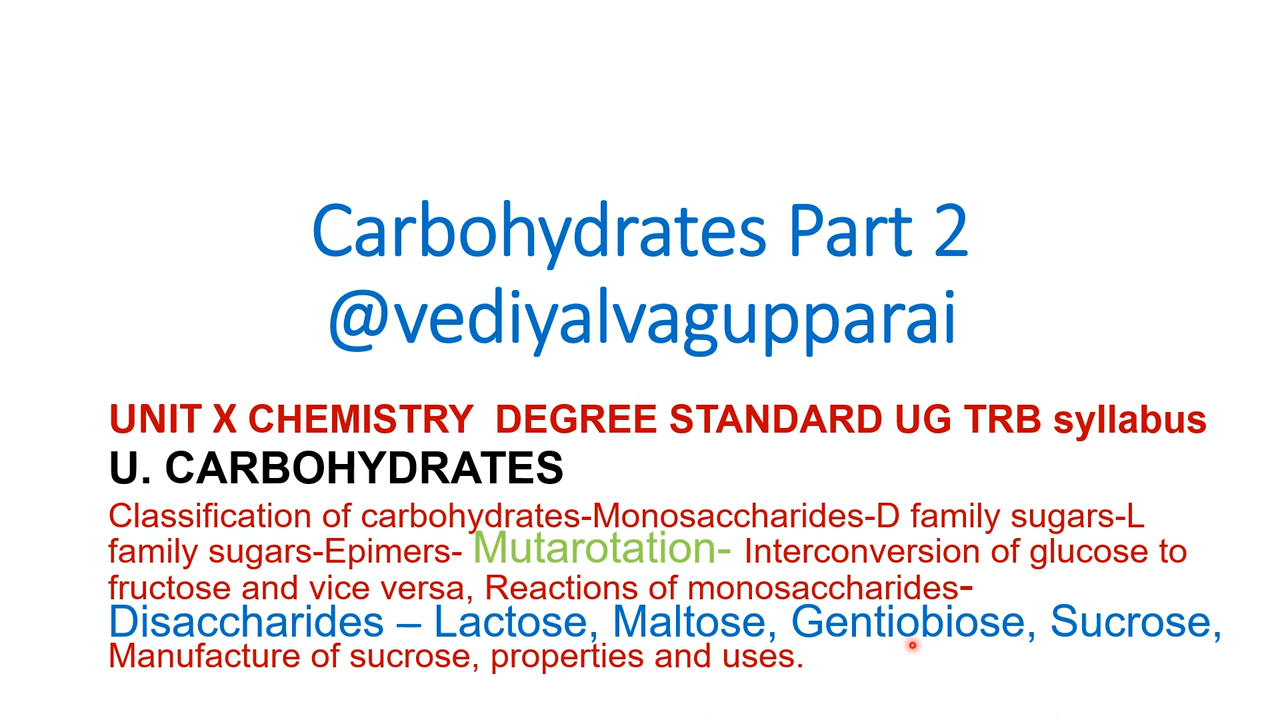 Carbohydrates Part 2
@vediyalvagupparai
UNIT X CHEMISTRY  DEGREE STANDARD UG TRB syllabus
U. CARBOHYDRATES
Classification of carbohydrates-Monosaccharides-D family sugars-L
family sugars-Epimers- Mutarotation- Interconversion of glucose to
fructose and vice versa, Reactions of monosaccharides-
Disaccharides – Lactose, Maltose, Gentiobiose, Sucrose,
Manufacture of sucrose, properties and uses.